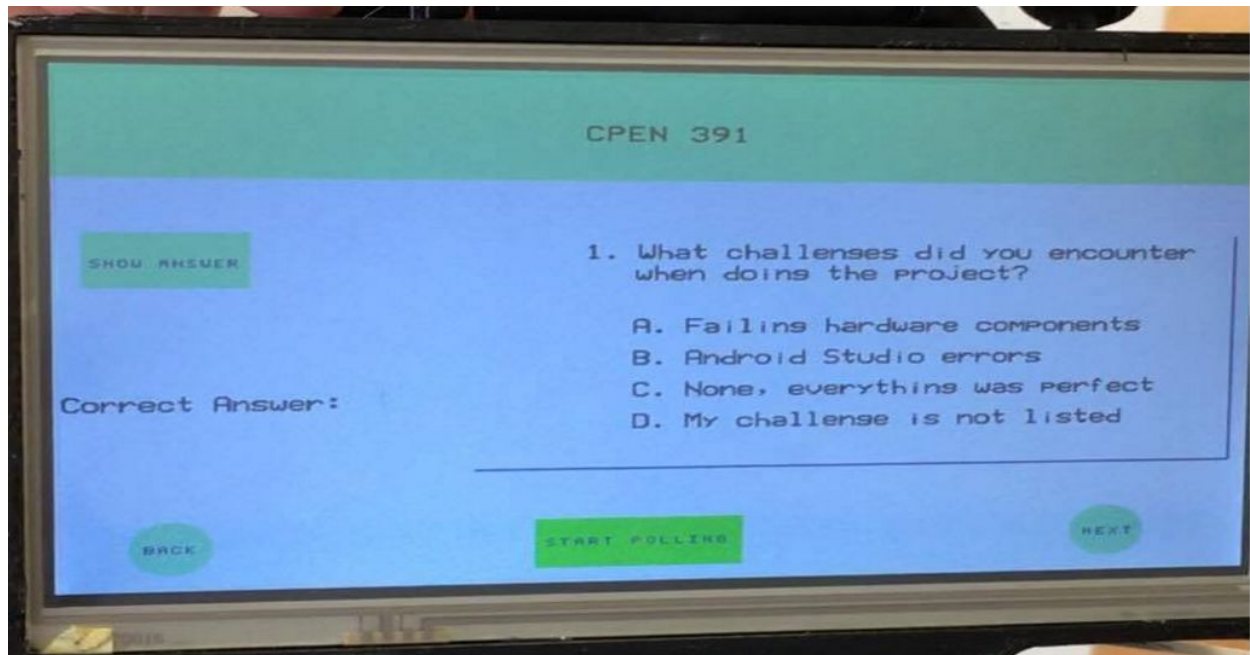 CPEN 391
SHOW ANSWER
1. What challenges did you encounter
when doing the project?
A. Failing hardware components
B. Android Studio errors
C. None, everything was perfect
D. My challenge is not listed
Correct Answer:
BACK
START POLLING
NEXT